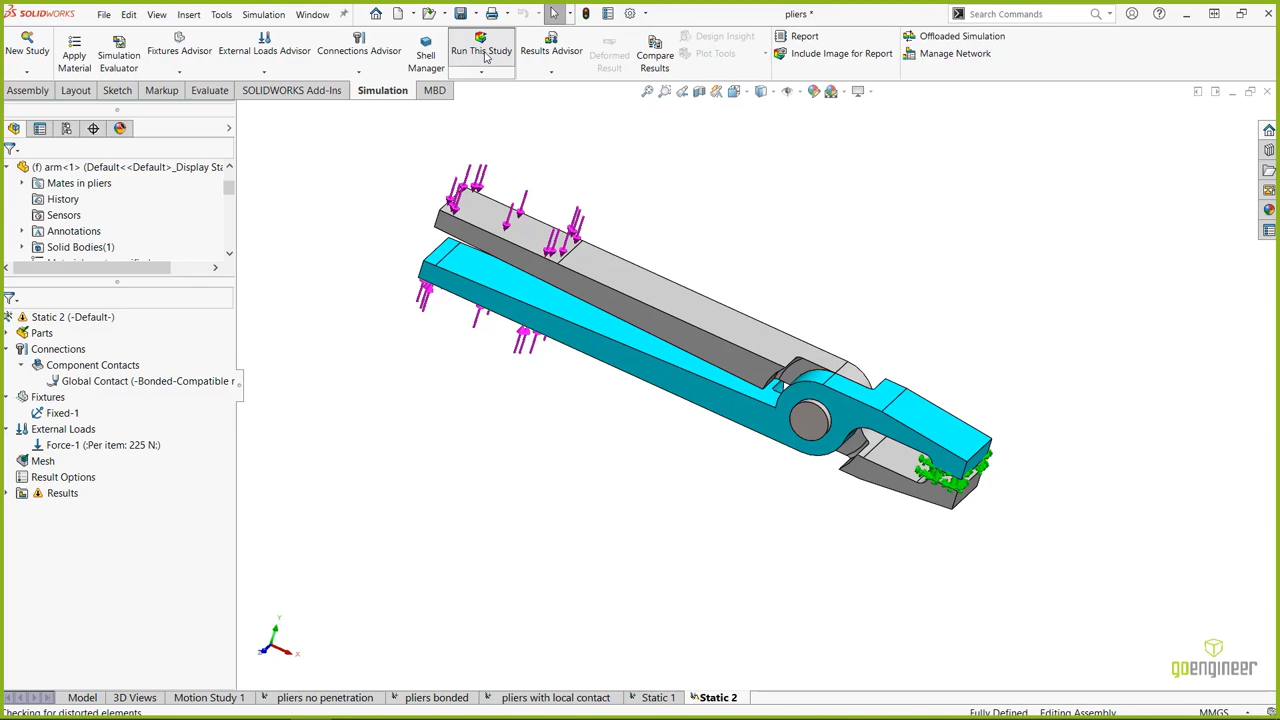 SOLIDWORKS File Edit View Insert Tools Simulation Window pliers * Search Commands
New Study
Apply Material
Simulation Evaluator
Fixtures Advisor
External Loads Advisor
Connections Advisor
Shell Manager
Run This Study
Results Advisor
Deformed Result
Compare Results
Design Insight
Plot Tools
Report
Include Image for Report
Offloaded Simulation
Manage Network
Assembly Layout Sketch Markup Evaluate SOLIDWORKS Add-Ins Simulation MBD
(f) arm<1> (Default<<Default>_Display Sta
Mates in pliers
History
Sensors
Annotations
Solid Bodies(1)
Static 2 (-Default-)
Parts
Connections
Component Contacts
Global Contact (-Bonded-Compatible r
Fixtures
Fixed-1
External Loads
Force-1 (:Per item: 225 N:)
Mesh
Result Options
Results
Y
X
Z
goengineer
Model 3D Views Motion Study 1 pliers no penetration pliers bonded pliers with local contact Static 1 Static 2
Checking for distorted elements Fully Defined Editing Assembly MMGS